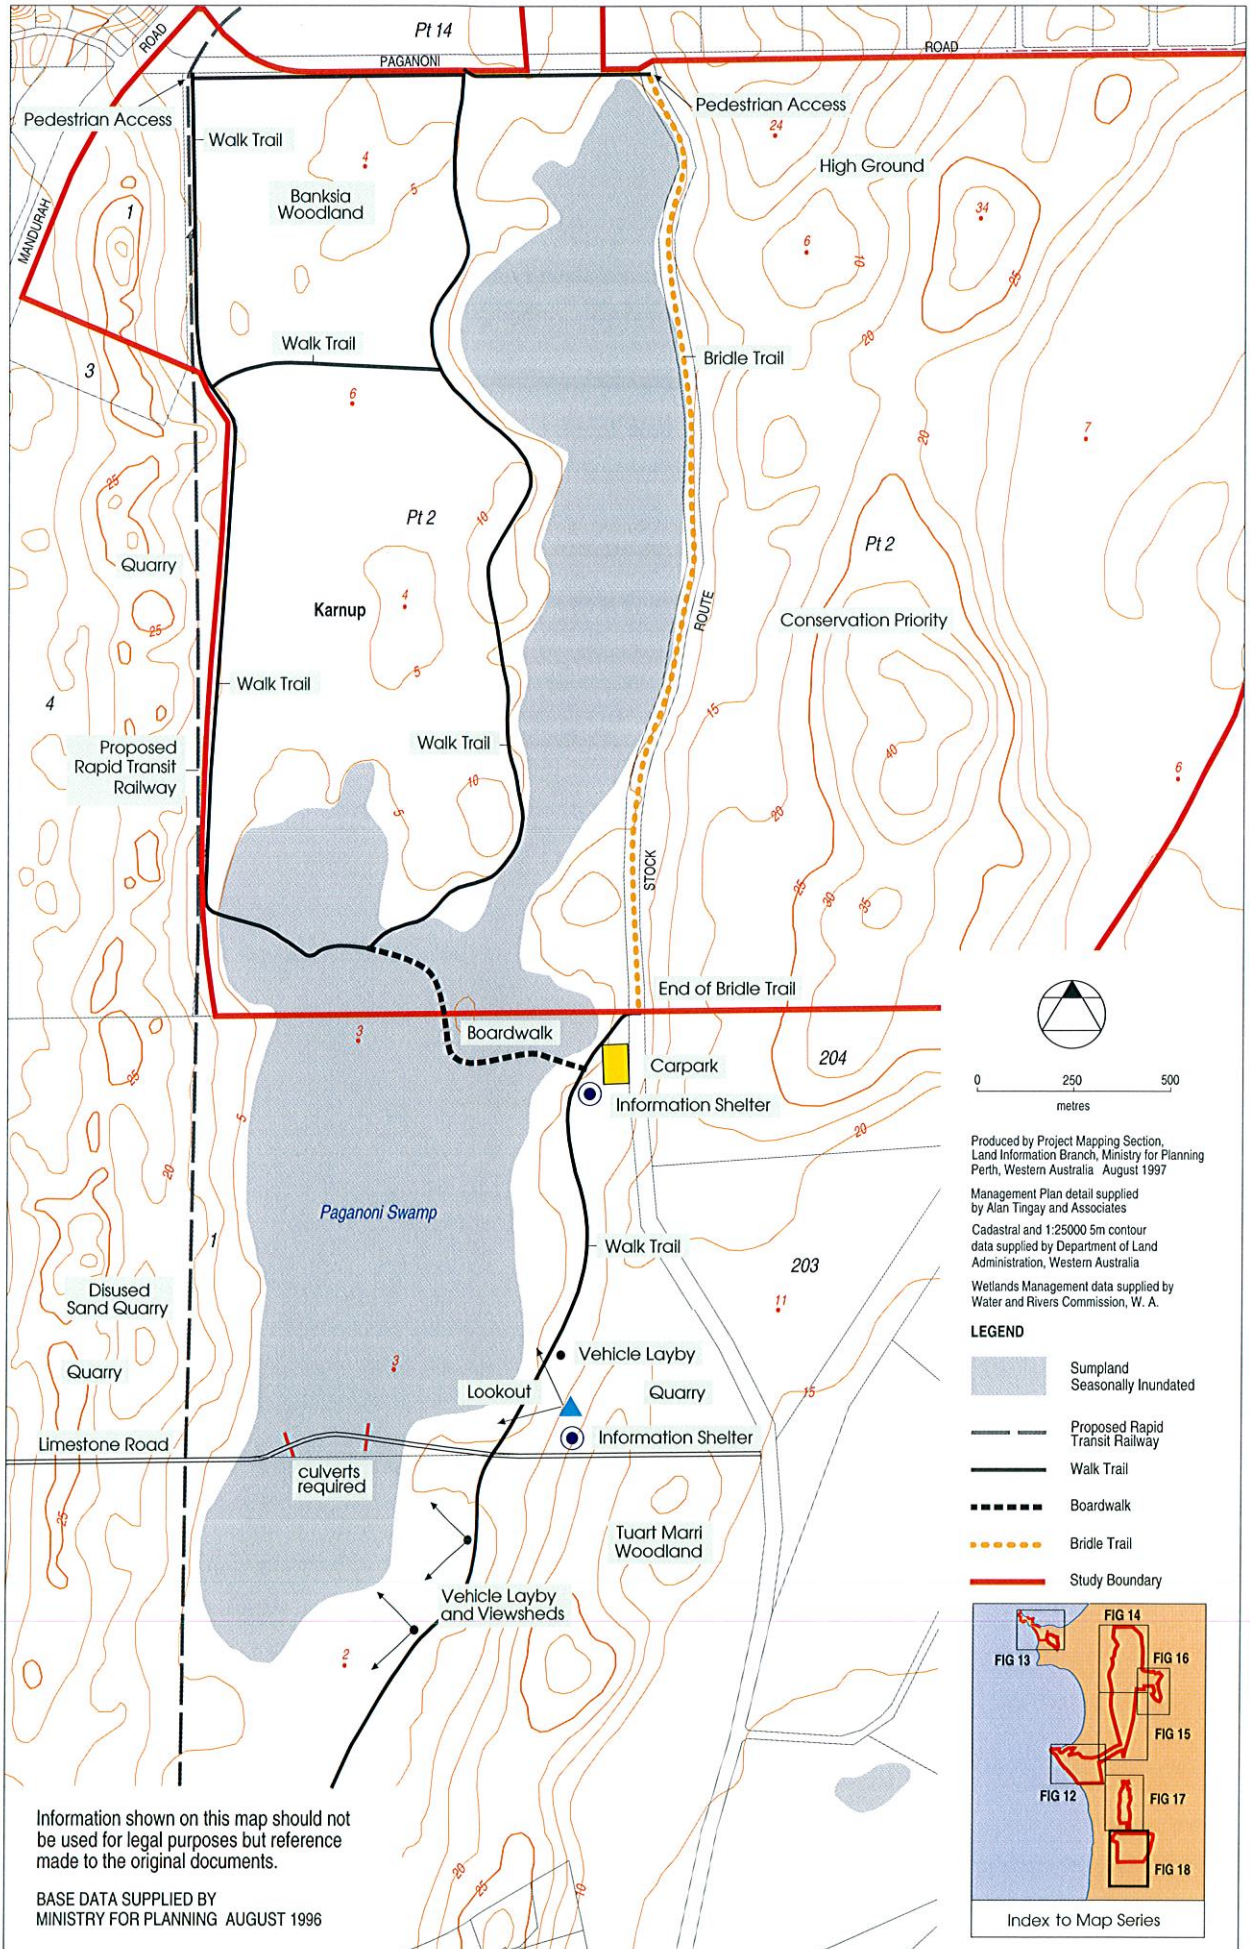 Pt 14
ROAD
PAGANONI
ROAD
Pedestrian Access
Pedestrian Access
Walk Trail
24
High Ground
4
Banksia
Woodland
5
1
34
MANDURAH
6
10
25
20
Walk Trail
Bridle Trail
3
6
7
20
25
Pt 2
10
Pt 2
Quarry
4
Karnup
ROUTE
Conservation Priority
25
5
Walk Trail
4
15
Proposed
Rapid Transit
Railway
Walk Trail
40
6
10
5
20
STOCK
25
30
35
End of Bridle Trail
3
Boardwalk
204
Carpark
25
Information Shelter
5
20
20
Paganoni Swamp
1
Walk Trail
203
Disused
Sand Quarry
11
Vehicle Layby
3
Quarry
Lookout
Quarry
15
Limestone Road
Information Shelter
culverts
required
25
Tuart Marri
Woodland
Vehicle Layby
and Viewsheds
2
20
25
10
0 250 500
metres
Produced by Project Mapping Section,
Land Information Branch, Ministry for Planning
Perth, Western Australia August 1997
Management Plan detail supplied
by Alan Tingay and Associates
Cadastral and 1:25000 5m contour
data supplied by Department of Land
Administration, Western Australia
Wetlands Management data supplied by
Water and Rivers Commission, W. A.
LEGEND
Sumpland
Seasonally Inundated
Proposed Rapid
Transit Railway
Walk Trail
Boardwalk
Bridle Trail
Study Boundary
FIG 14
FIG 13
FIG 16
FIG 15
FIG 12
FIG 17
FIG 18
Index to Map Series
Information shown on this map should not
be used for legal purposes but reference
made to the original documents.
BASE DATA SUPPLIED BY
MINISTRY FOR PLANNING AUGUST 1996